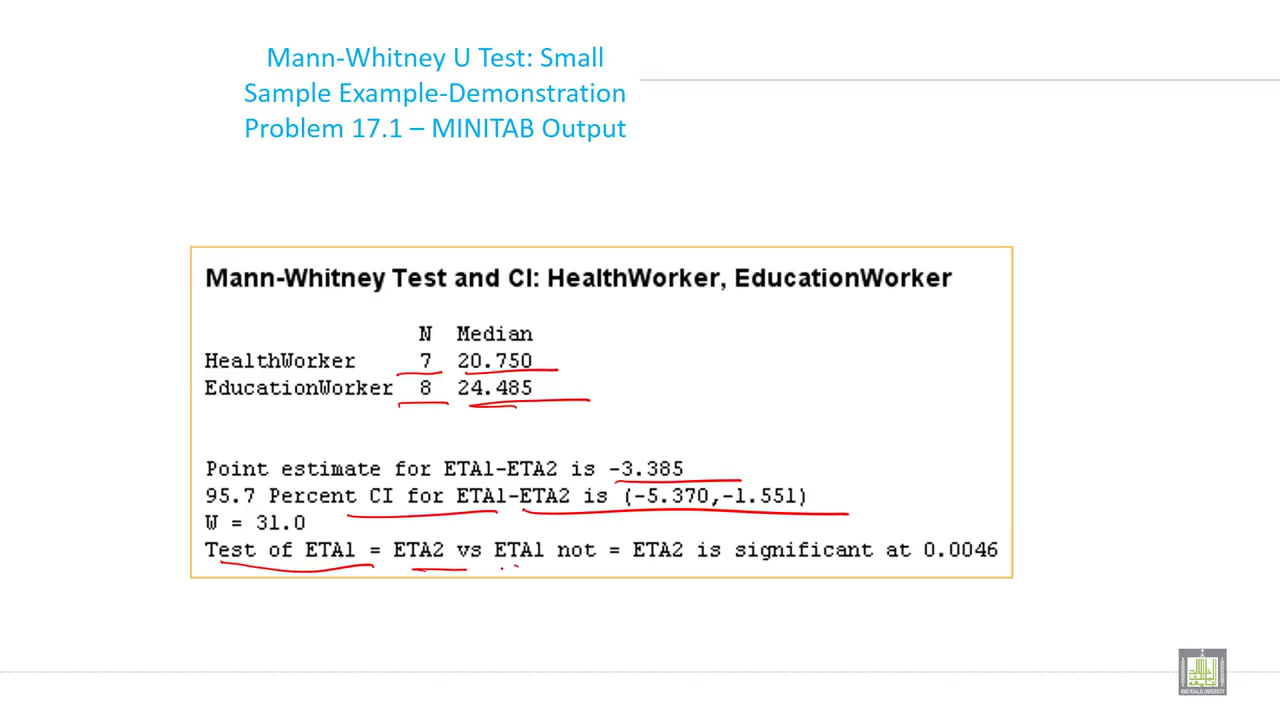 Mann-Whitney U Test: Small
Sample Example-Demonstration
Problem 17.1 – MINITAB Output
Mann-Whitney Test and CI: HealthWorker, EducationWorker
N Median
HealthWorker 7 20.750
EducationWorker 8 24.485
Point estimate for ETA1-ETA2 is -3.385
95.7 Percent CI for ETA1-ETA2 is (-5.370,-1.551)
W = 31.0
Test of ETA1 = ETA2 vs ETA1 not = ETA2 is significant at 0.0046
KING KHALID UNIVERSITY